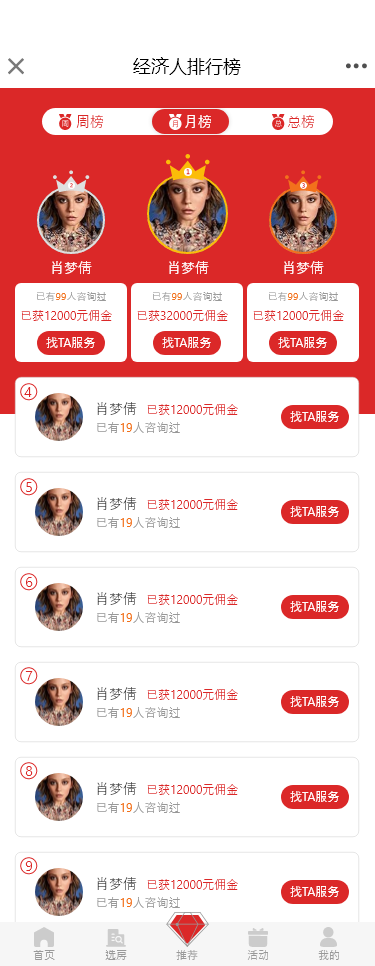 经济人排行榜
周 周榜 月 月榜 总 总榜
2 1 3
肖梦倩 肖梦倩 肖梦倩
已有99人咨询过 已有99人咨询过 已有99人咨询过
已获12000元佣金 已获32000元佣金 已获12000元佣金
找TA服务 找TA服务 找TA服务
④
肖梦倩 已获12000元佣金
已有19人咨询过
找TA服务
⑤
肖梦倩 已获12000元佣金
已有19人咨询过
找TA服务
⑥
肖梦倩 已获12000元佣金
已有19人咨询过
找TA服务
⑦
肖梦倩 已获12000元佣金
已有19人咨询过
找TA服务
⑧
肖梦倩 已获12000元佣金
已有19人咨询过
找TA服务
⑨
肖梦倩 已获12000元佣金
已有19人咨询过
找TA服务
首页 选房 推荐 活动 我的